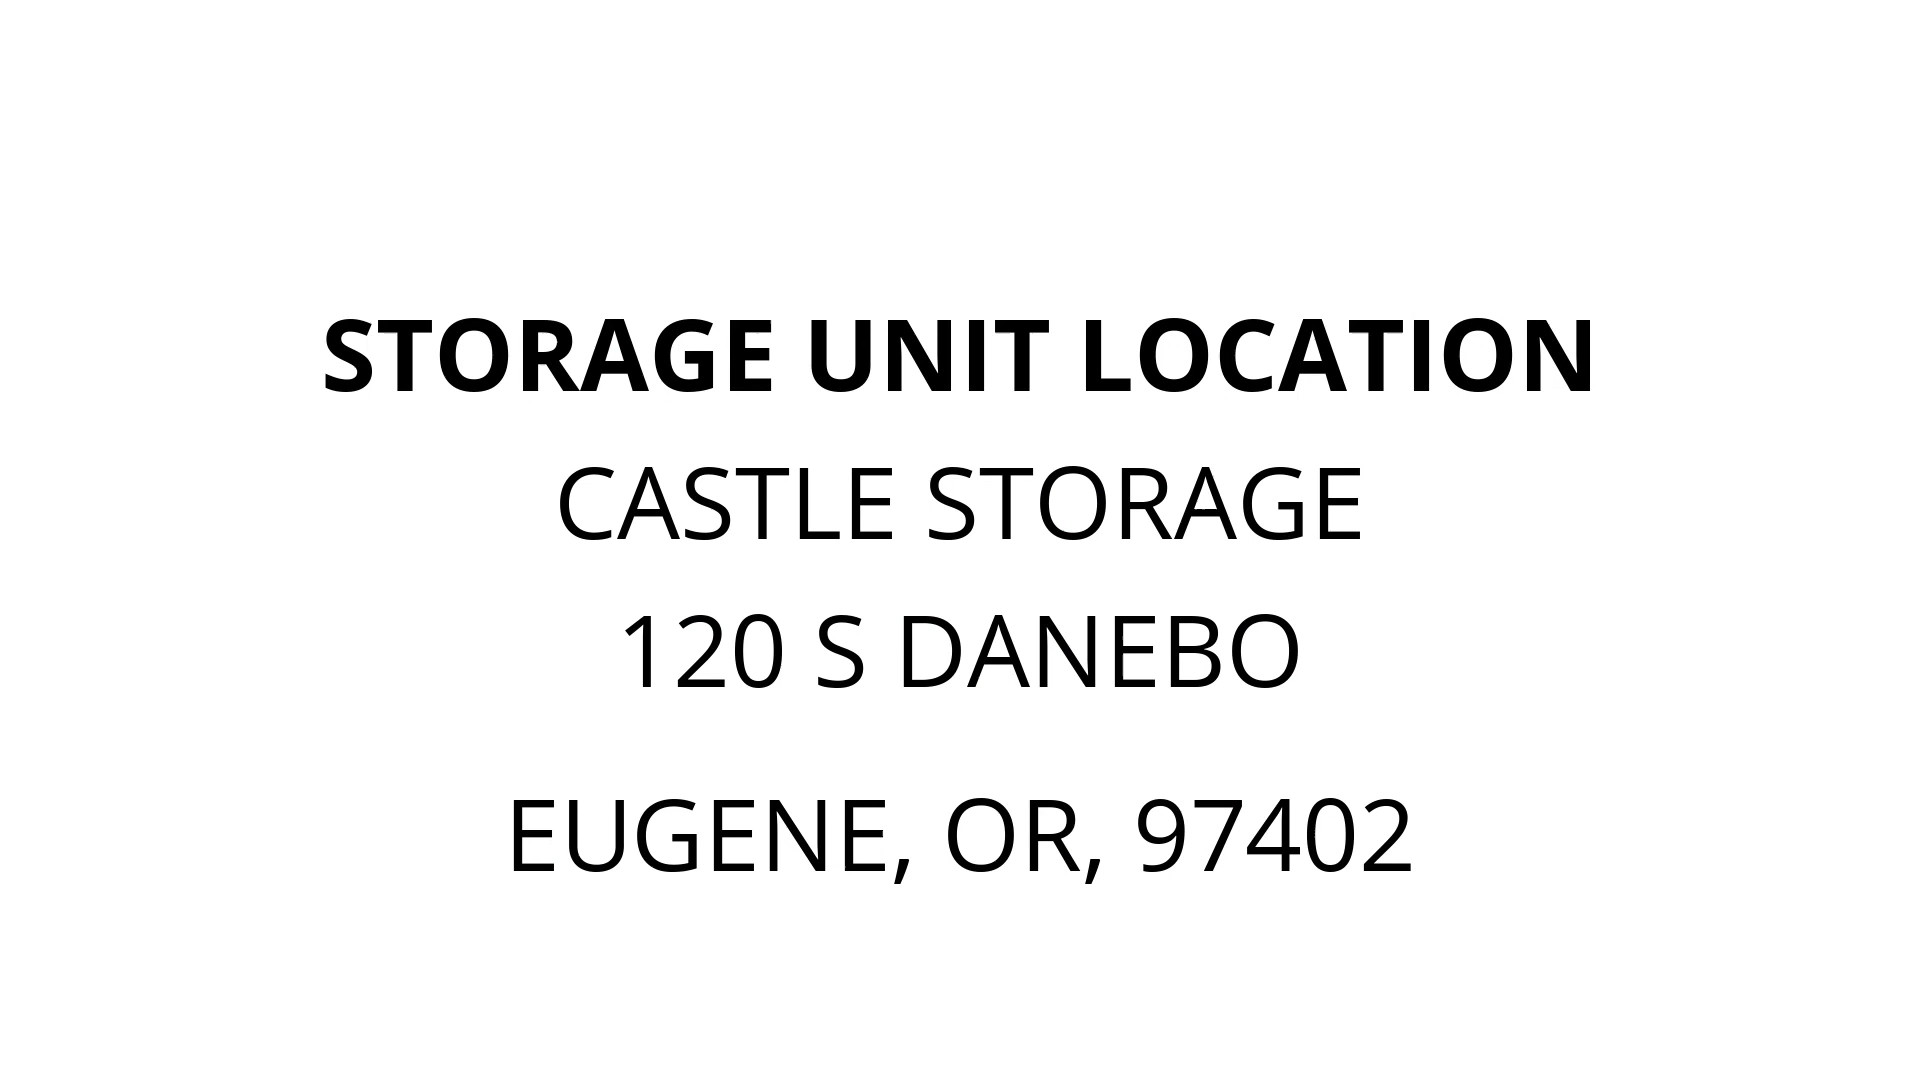 STORAGE UNIT LOCATION
CASTLE STORAGE
120 S DANEBO
EUGENE, OR, 97402